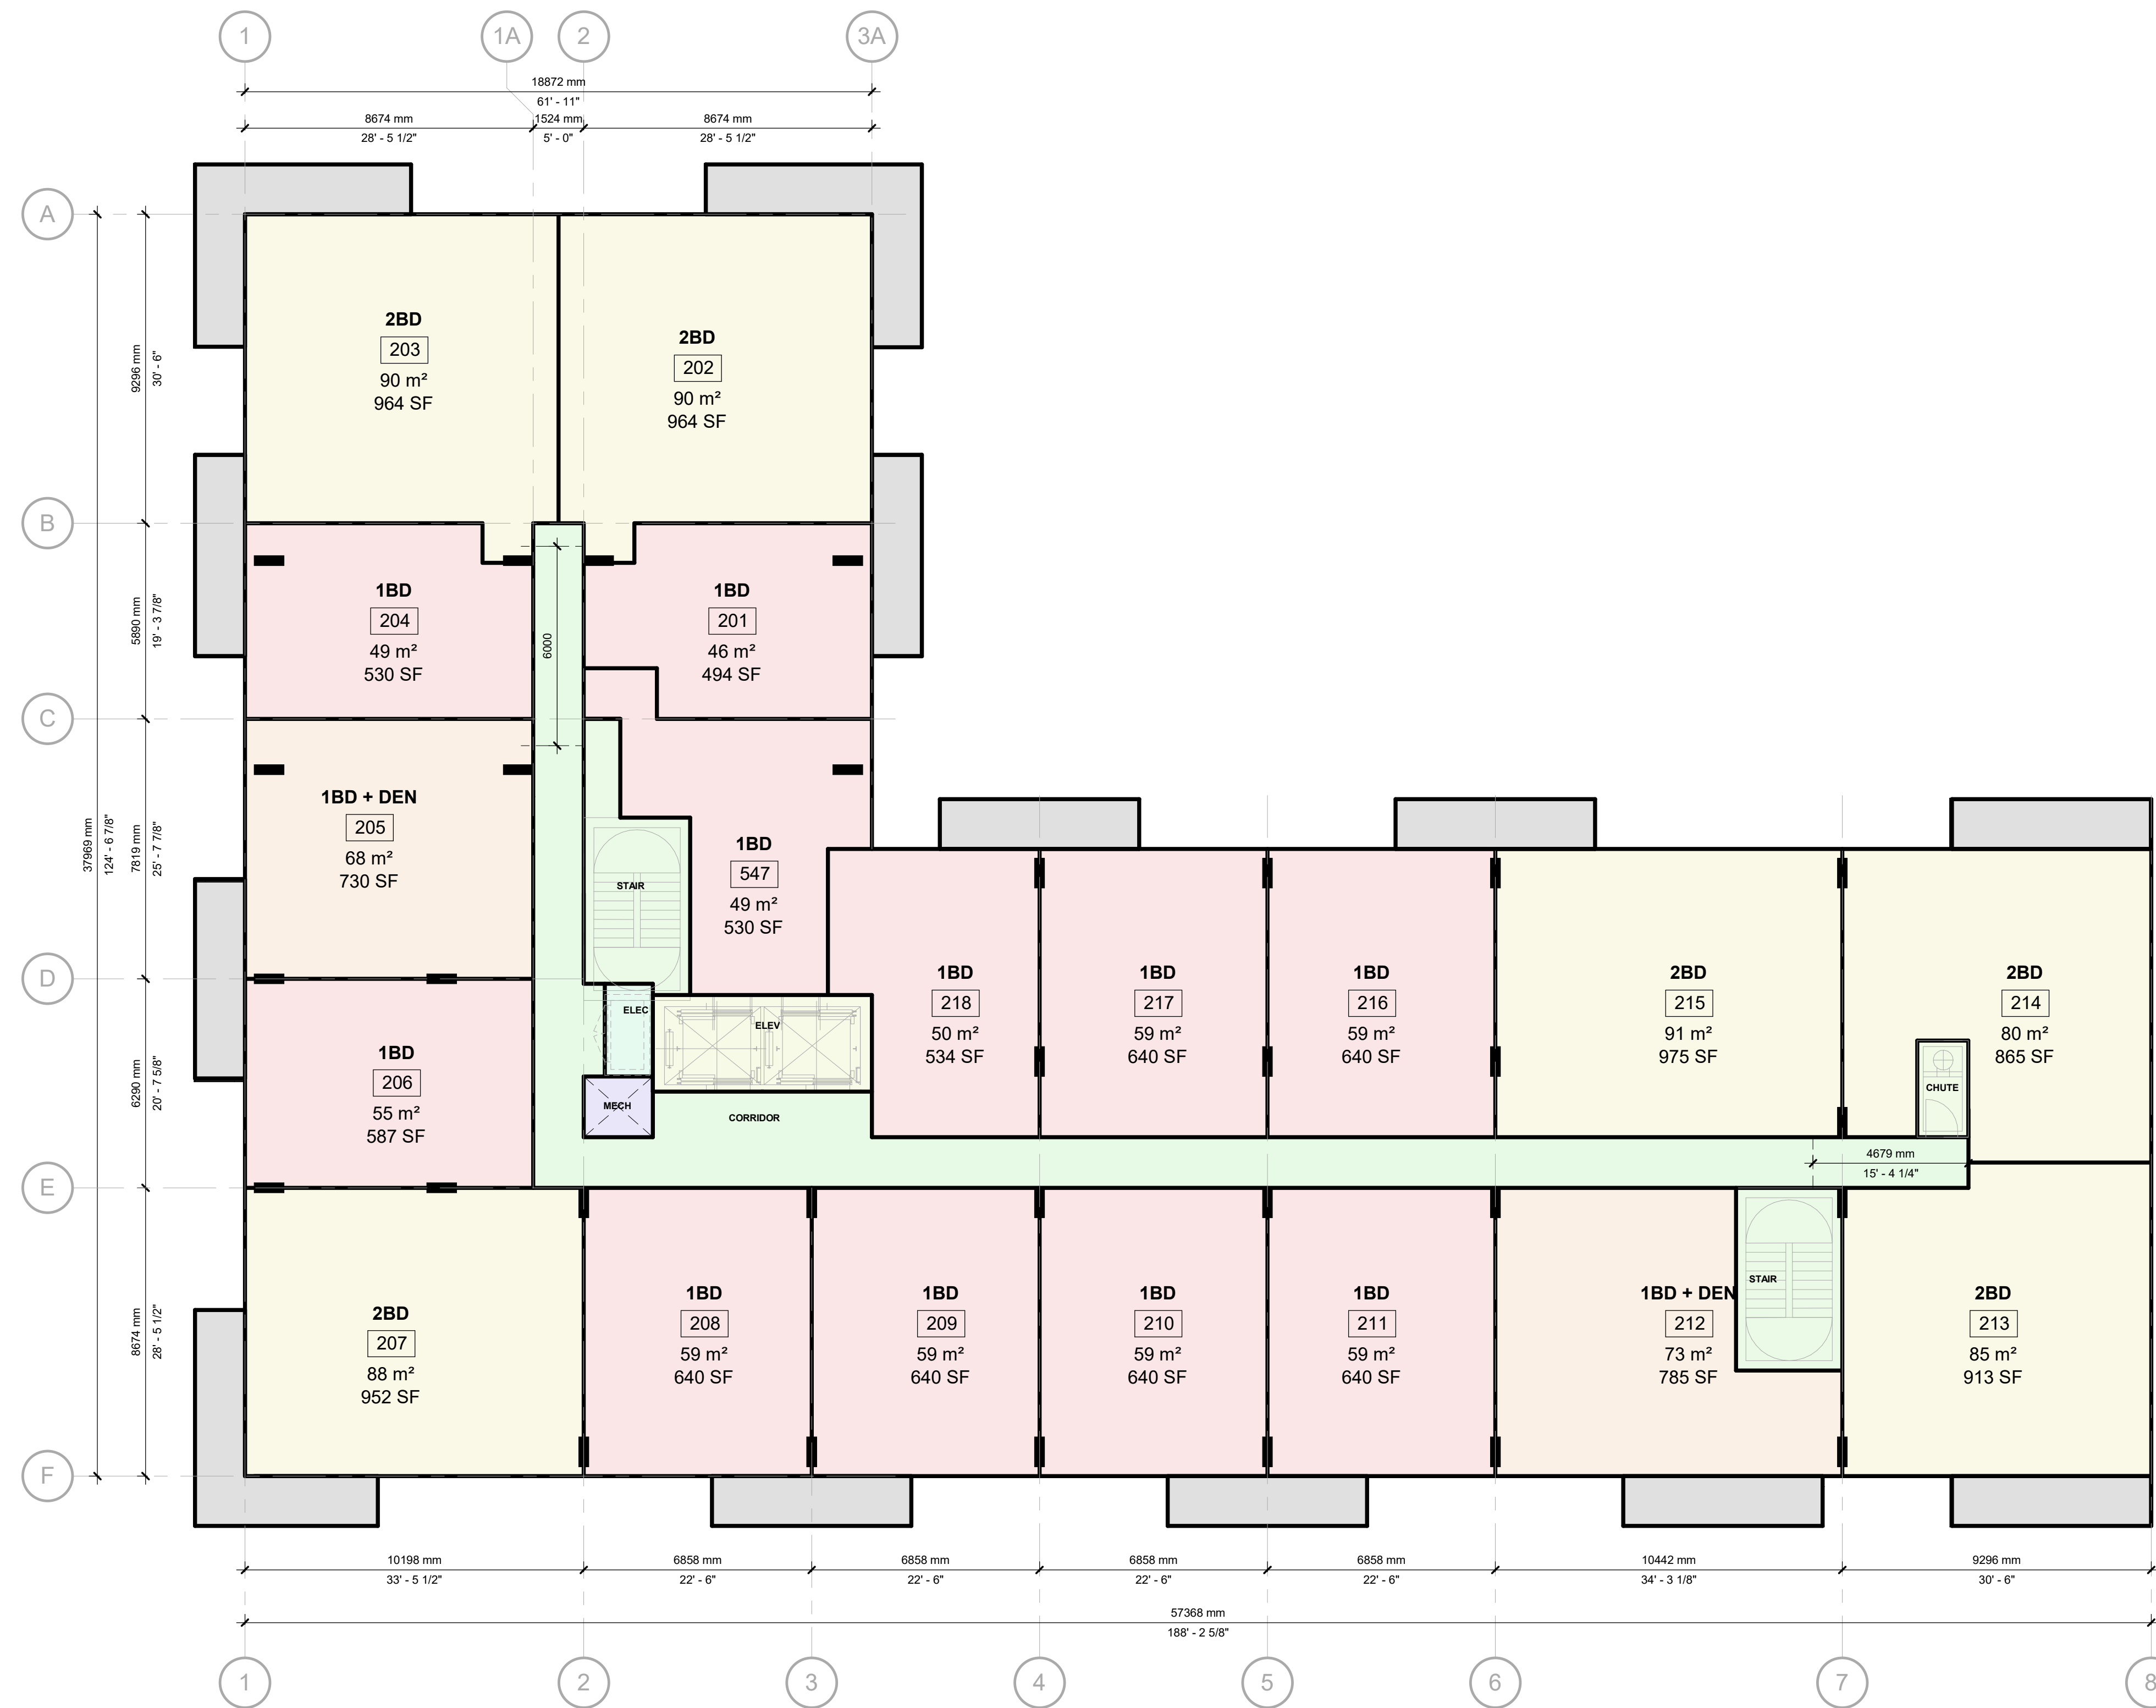 1
1A
2
3A
18872 mm
61' - 11"
8674 mm
1524 mm
8674 mm
28' - 5 1/2"
5' - 0"
28' - 5 1/2"
A
B
C
D
E
F
37969 mm
124' - 6 7/8"
9296 mm
30' - 6"
5890 mm
19' - 3 7/8"
7819 mm
25' - 7 7/8"
6290 mm
20' - 7 5/8"
8674 mm
28' - 5 1/2"
2BD
203
90 m²
964 SF
2BD
202
90 m²
964 SF
1BD
204
49 m²
530 SF
6000
1BD
201
46 m²
494 SF
1BD + DEN
205
68 m²
730 SF
STAIR
1BD
547
49 m²
530 SF
1BD
206
55 m²
587 SF
ELEC
ELEV
MECH
CORRIDOR
1BD
218
50 m²
534 SF
1BD
217
59 m²
640 SF
1BD
216
59 m²
640 SF
2BD
215
91 m²
975 SF
2BD
214
80 m²
865 SF
CHUTE
4679 mm
15' - 4 1/4"
2BD
207
88 m²
952 SF
1BD
208
59 m²
640 SF
1BD
209
59 m²
640 SF
1BD
210
59 m²
640 SF
1BD
211
59 m²
640 SF
1BD + DEN
212
73 m²
785 SF
STAIR
2BD
213
85 m²
913 SF
10198 mm
6858 mm
6858 mm
6858 mm
6858 mm
10442 mm
9296 mm
33' - 5 1/2"
22' - 6"
22' - 6"
22' - 6"
22' - 6"
34' - 3 1/8"
30' - 6"
57368 mm
188' - 2 5/8"
1
2
3
4
5
6
7
8